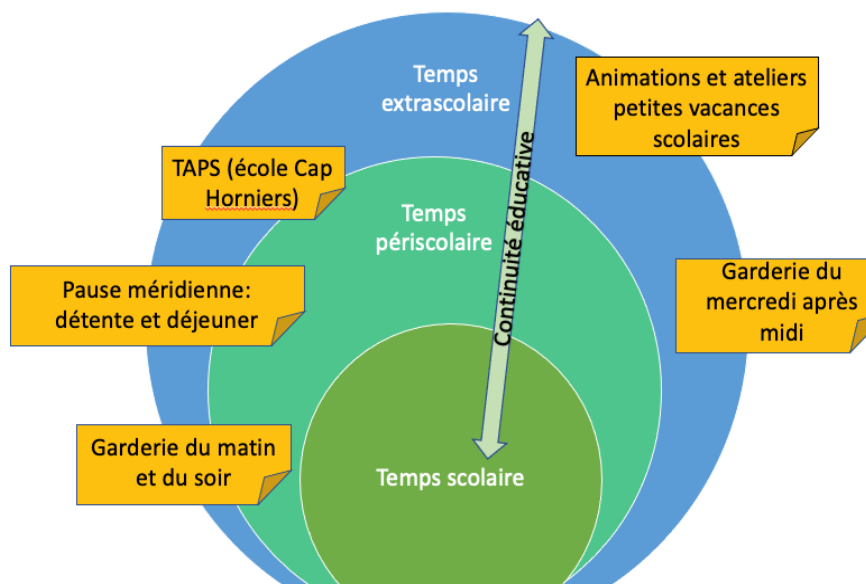 Temps
extrascolaire
Animations et ateliers
petites vacances
scolaires
TAPS (école Cap
Horniers)
Temps
périscolaire
Continuité éducative
Pause méridienne:
détente et déjeuner
Garderie du
mercredi après
midi
Garderie du matin
et du soir
Temps scolaire